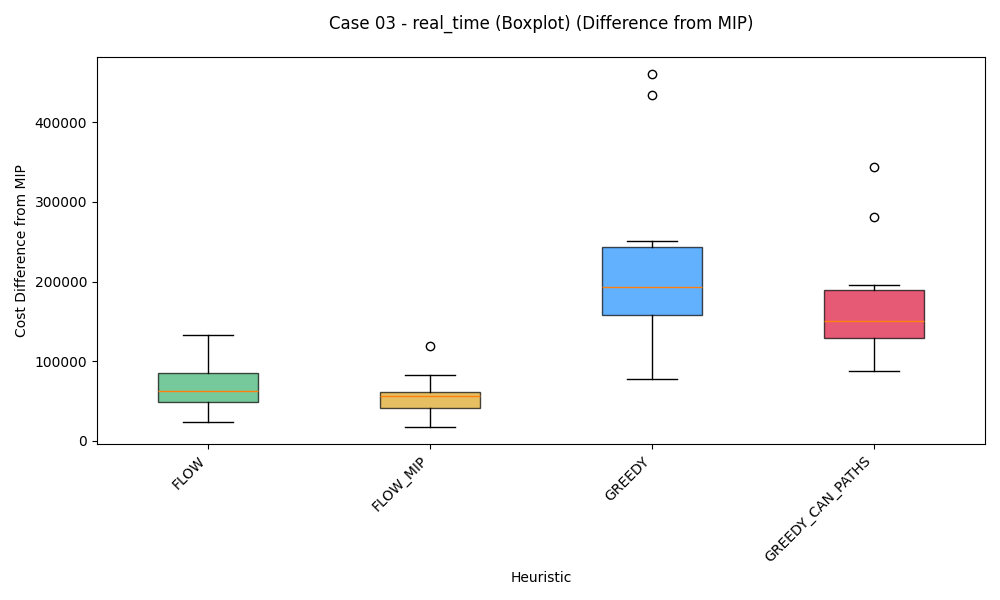 Case 03 - real_time (Boxplot) (Difference from MIP)
Cost Difference from MIP
400000
300000
200000
100000
0
FLOW
FLOW_MIP
GREEDY
GREEDY_CAN_PATHS
Heuristic